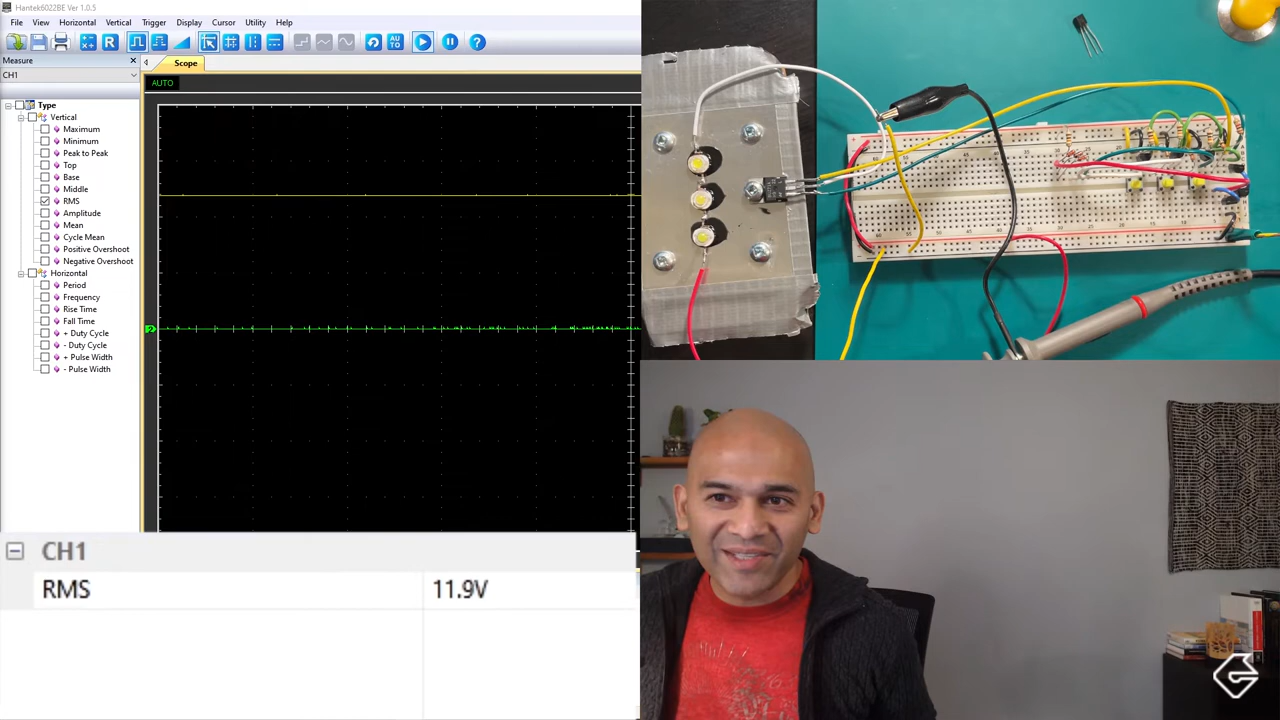 Hantek6022BE Ver 1.0.5
File View Horizontal Vertical Trigger Display Cursor Utility Help
R
AUTO
?
Measure
CH1
Scope
AUTO
Type
Vertical
Maximum
Minimum
Peak to Peak
Top
Base
Middle
RMS
Amplitude
Mean
Cycle Mean
Positive Overshoot
Negative Overshoot
Horizontal
Period
Frequency
Rise Time
Fall Time
+ Duty Cycle
- Duty Cycle
+ Pulse Width
- Pulse Width
2
CH1
RMS 11.9V